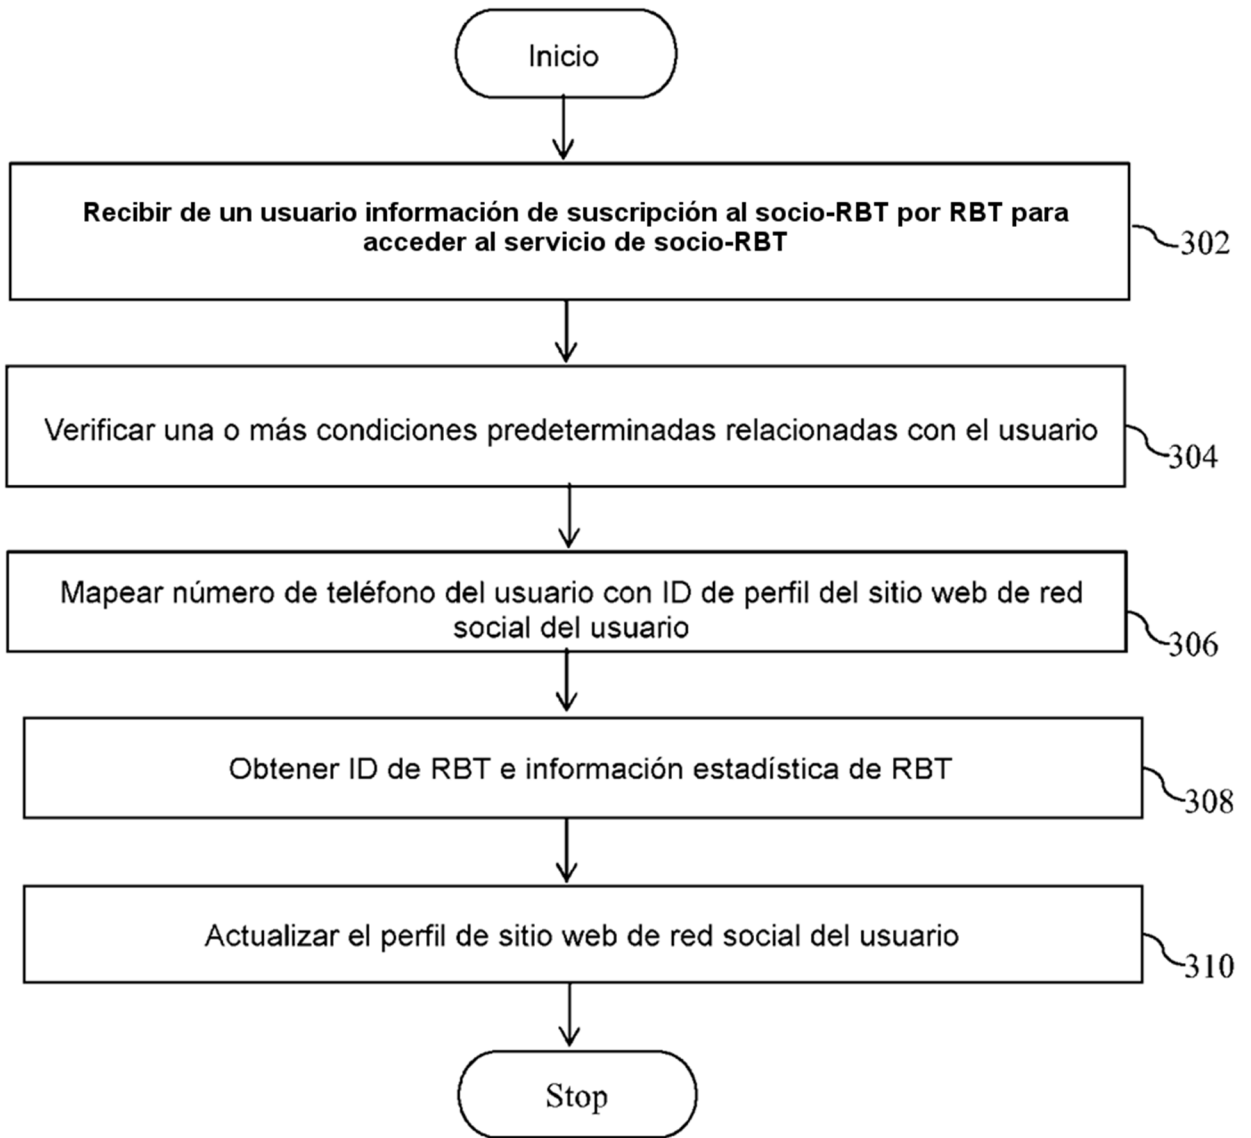 Inicio
Recibir de un usuario información de suscripción al socio-RBT por RBT para
acceder al servicio de socio-RBT
302
Verificar una o más condiciones predeterminadas relacionadas con el usuario
304
Mapear número de teléfono del usuario con ID de perfil del sitio web de red
social del usuario
306
Obtener ID de RBT e información estadística de RBT
308
Actualizar el perfil de sitio web de red social del usuario
310
Stop